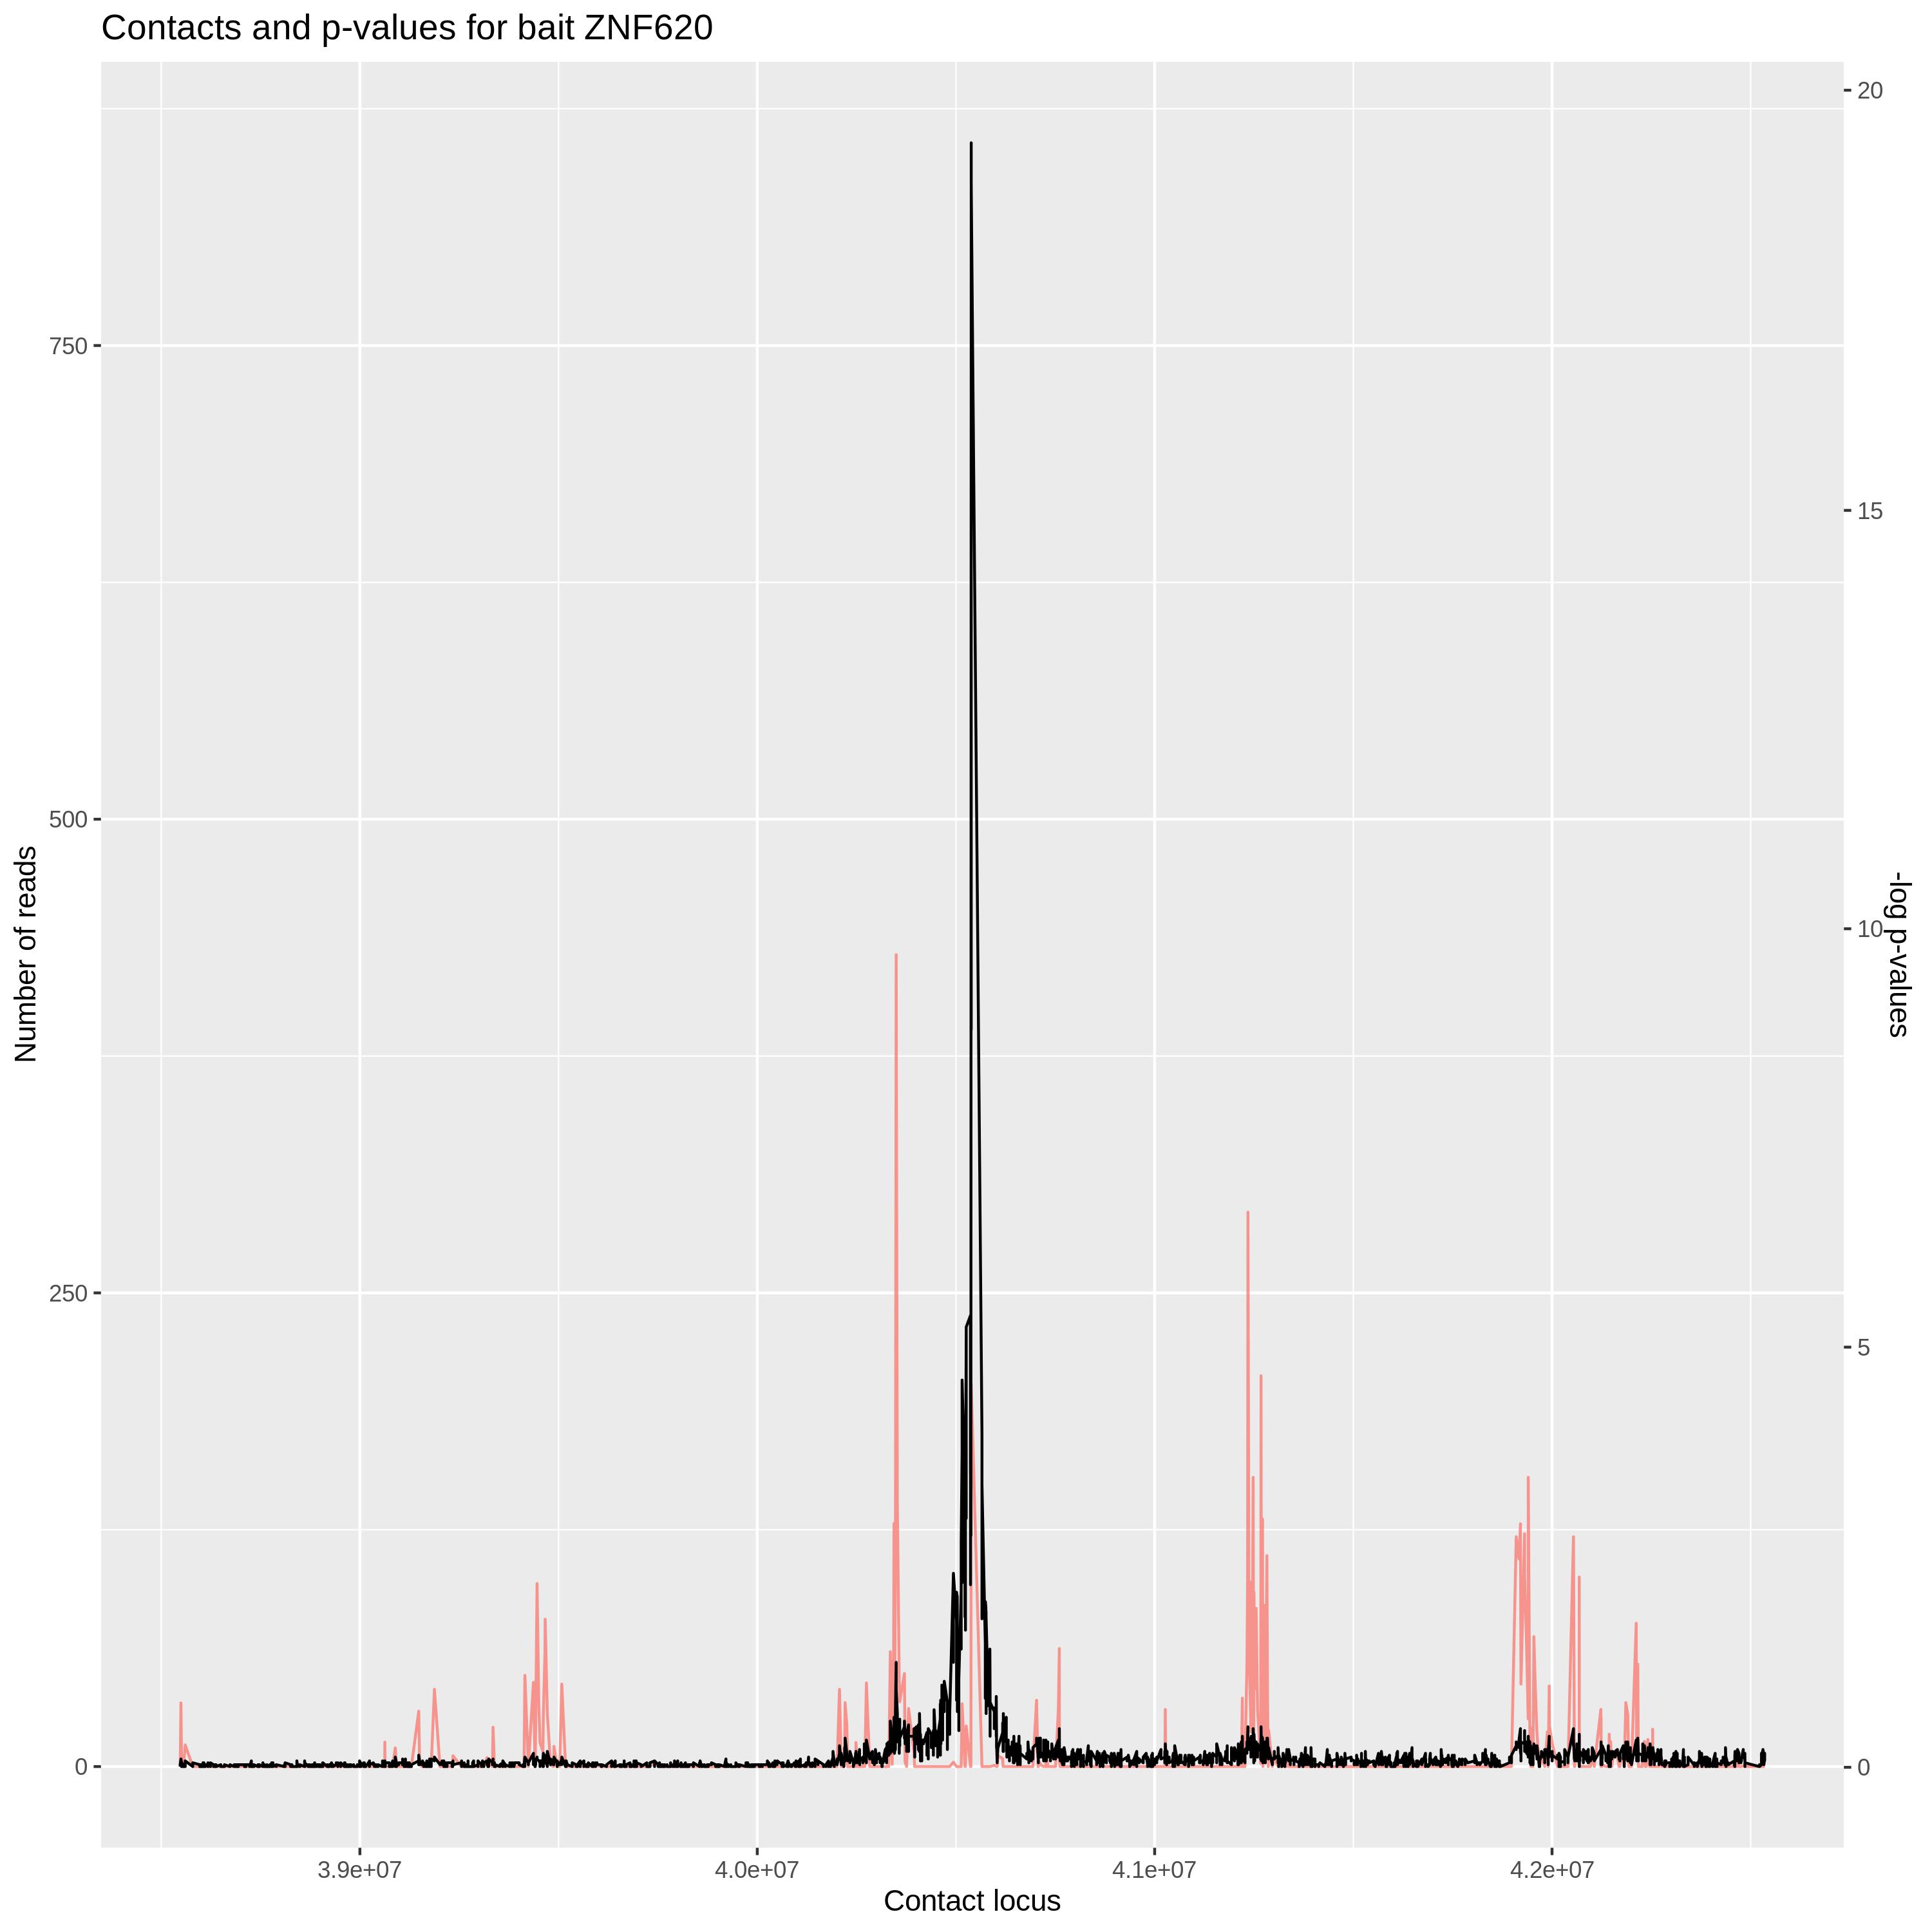 Contacts and p-values for bait ZNF620
20
750
15
500
10
250
5
0
0
Number of reads
-log p-values
3.9e+07
4.0e+07
4.1e+07
4.2e+07
Contact locus